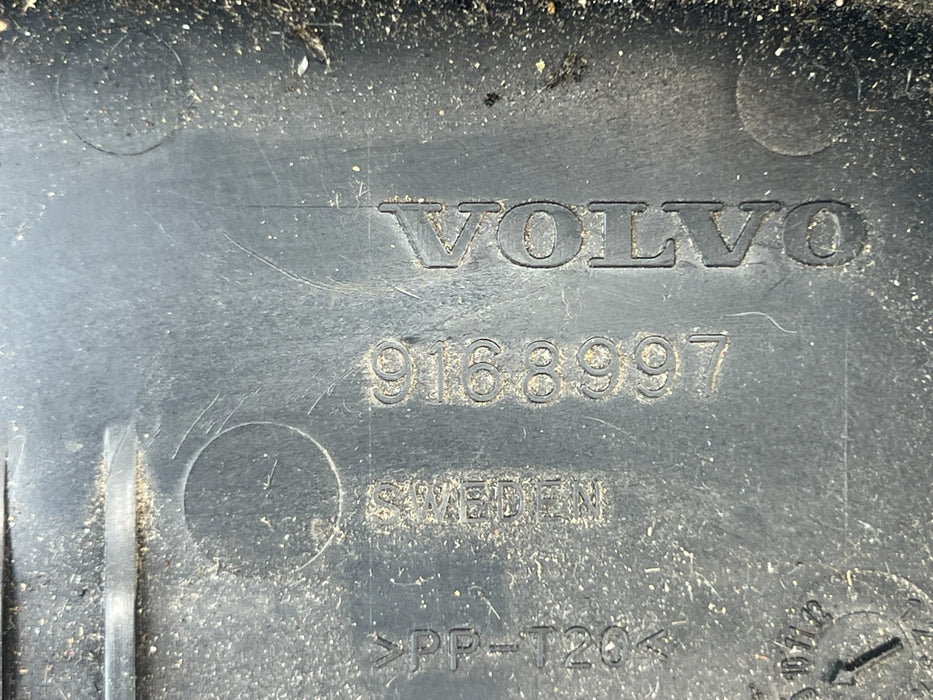 VOLVO
9168997
SWEDEN
>PP-T20<